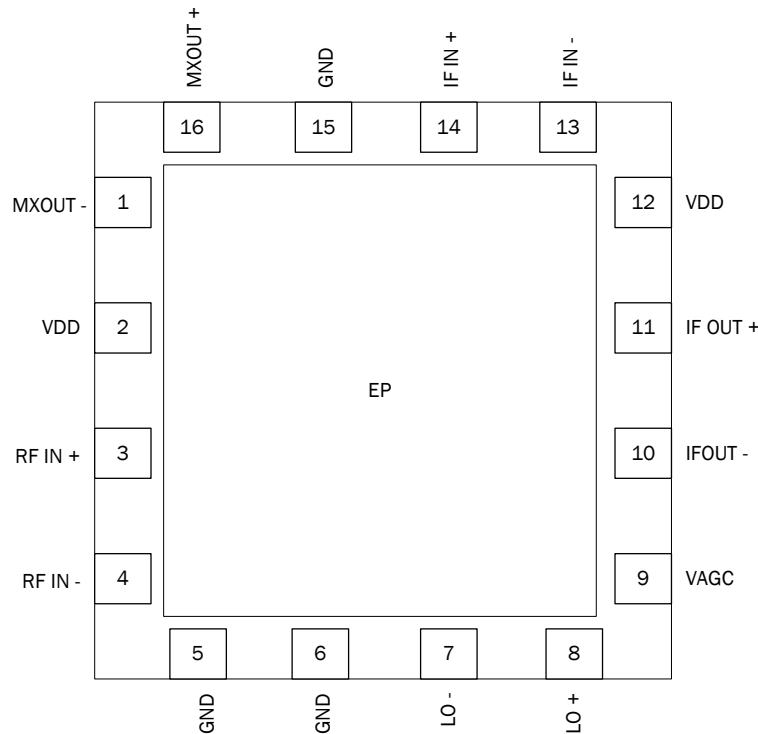 MXOUT +
GND
IF IN +
IF IN -
16
15
14
13
MXOUT -
1
12
VDD
VDD
2
11
IF OUT +
EP
RF IN +
3
10
IFOUT -
RF IN -
4
9
VAGC
5
6
7
8
GND
GND
LO -
LO +